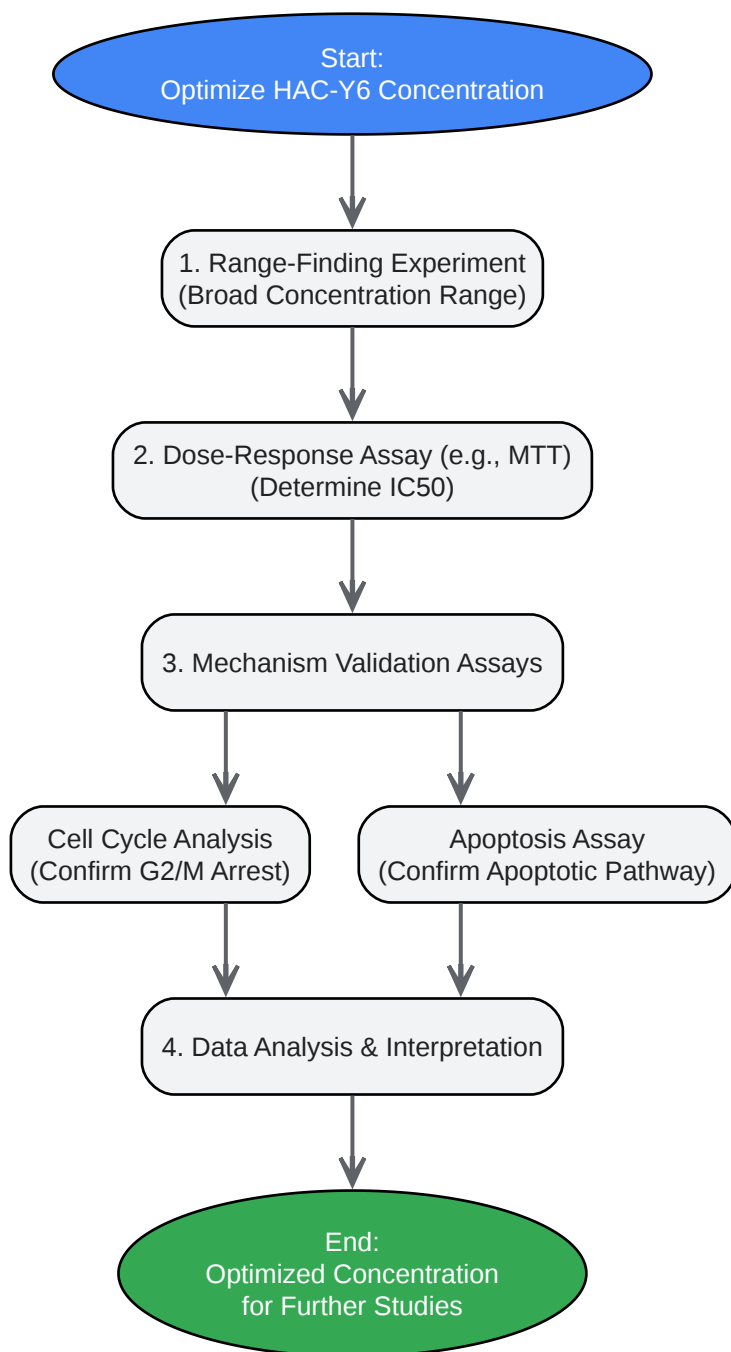 Start:
Optimize HAC-Y6 Concentration
1. Range-Finding Experiment
(Broad Concentration Range)
2. Dose-Response Assay (e.g., MTT)
(Determine IC50)
3. Mechanism Validation Assays
Cell Cycle Analysis
(Confirm G2/M Arrest)
Apoptosis Assay
(Confirm Apoptotic Pathway)
4. Data Analysis & Interpretation
End:
Optimized Concentration
for Further Studies